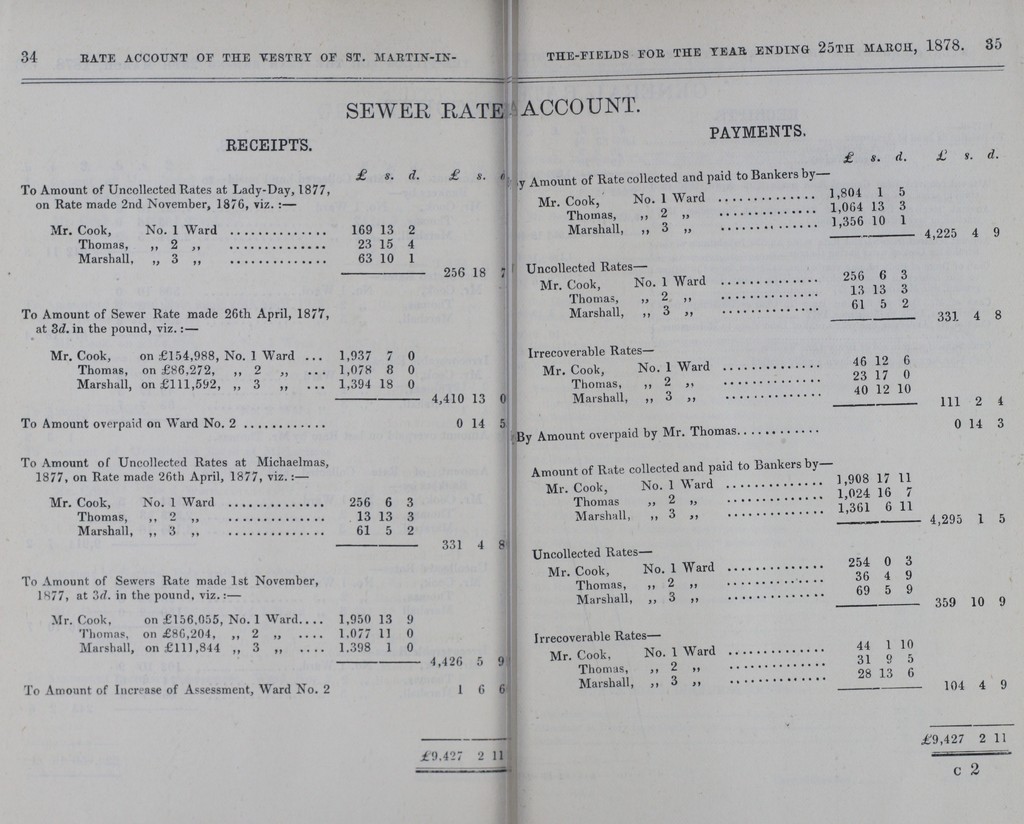 34 RATE ACCOUNT OF THE VESTRY OF ST. MARTIN-IN-
SEWER RATE
RECEIPTS.
£ s. d. £ s.
To Amount of Uncollected Rates at Lady-Day, 1877,
on Rate made 2nd November, 1876, viz. :—
Mr. Cook, No. 1 Ward .............. 169 13 2
Thomas, ,, 2 ,, .............. 23 15 4
Marshall, ,, 3 ,, .............. 63 10 1
256 18 7
To Amount of Sewer Rate made 26th April, 1877,
at 3d. in the pound, viz. :—
Mr. Cook, on £154,988, No. 1 Ward ... 1,937 7 0
Thomas, on £86,272, ,, 2 ,, ... 1,078 8 0
Marshall, on £111,592, ,, 3 ,, ... 1,394 18 0
4,410 13 0
To Amount overpaid on Ward No. 2 ............ 0 14 5
To Amount of Uncollected Rates at Michaelmas,
1877, on Rate made 26th April, 1877, viz. :—
Mr. Cook, No. 1 Ward .............. 256 6 3
Thomas, ,, 2 ,, .............. 13 13 3
Marshall, ,, 3 ,, .............. 61 5 2
331 4 8
To Amount of Sewers Rate made 1st November,
1877, at 3d. in the pound, viz. :—
Mr. Cook, on £156,055, No. 1 Ward.... 1,950 13 9
Thomas, on £86,204, ,, 2 ,, .... 1,077 11 0
Marshall, on £111,844 ,, 3 ,, .... 1,398 1 0
4,426 5 9
To Amount of Increase of Assessment, Ward No. 2 1 6 6
£9,427 2 11
THE-FIELDS FOR THE YEAR ENDING 25TH MARCH, 1878. 35
ACCOUNT.
PAYMENTS.
£ s. d. £ s. d.
y Amount of Rate collected and paid to Bankers by—
Mr. Cook, No. 1 Ward .............. 1,804 1 5
Thomas, ,, 2 ,, .............. 1,064 13 3
Marshall, ,, 3 ,, .............. 1,356 10 1
4,225 4 9
Uncollected Rates—
Mr. Cook, No. 1 Ward .............. 256 6 3
Thomas, ,, 2 ,, .............. 13 13 3
Marshall, ,, 3 ,, .............. 61 5 2
331 4 8
Irrecoverable Rates—
Mr. Cook, No. 1 Ward .............. 46 12 6
Thomas, ,, 2 ,, .............. 23 17 0
Marshall, ,, 3 ,, .............. 40 12 10
111 2 4
By Amount overpaid by Mr. Thomas............ 0 14 3
Amount of Rate collected and paid to Bankers by—
Mr. Cook, No. 1 Ward .............. 1,908 17 11
Thomas ,, 2 ,, .............. 1,024 16 7
Marshall, ,, 3 ,, .............. 1,361 6 11
4,295 1 5
Uncollected Rates—
Mr. Cook, No. 1 Ward .............. 254 0 3
Thomas, ,, 2 ,, .............. 36 4 9
Marshall, ,, 3 ,, .............. 69 5 9
359 10 9
Irrecoverable Rates—
Mr. Cook, No. 1 Ward .............. 44 1 10
Thomas, ,, 2 ,, .............. 31 9 5
Marshall, ,, 3 ,, .............. 28 13 6
104 4 9
£9,427 2 11
C 2